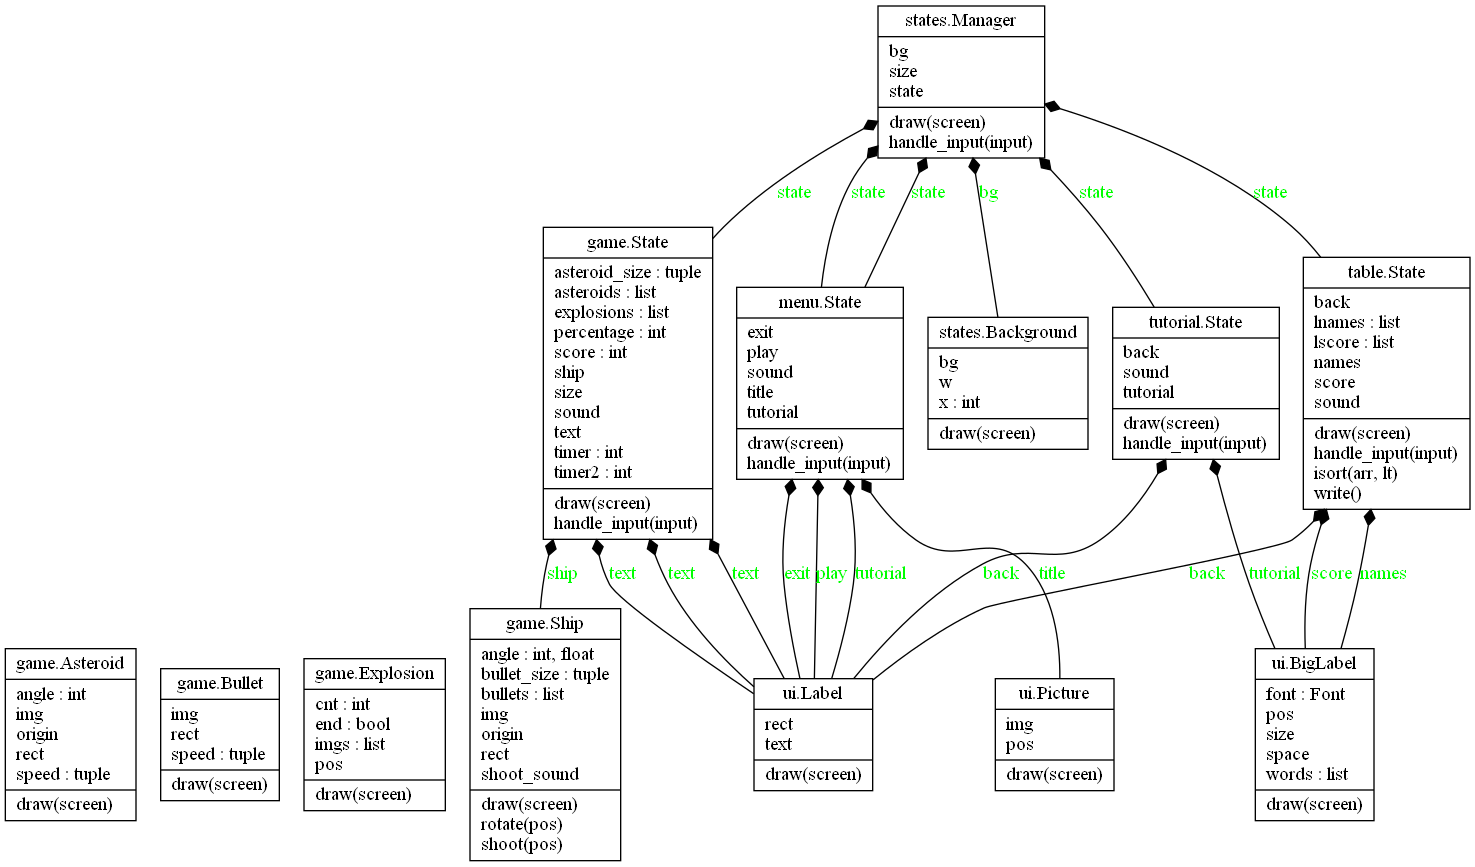 states.Manager
bg
size
state
draw(screen)
handle_input(input)
state
state
state
bg
state
state
game.State
asteroid_size : tuple
asteroids : list
explosions : list
percentage : int
score : int
ship
size
sound
text
timer : int
timer2 : int
draw(screen)
handle_input(input)
menu.State
exit
play
sound
title
tutorial
draw(screen)
handle_input(input)
states.Background
bg
w
x : int
draw(screen)
tutorial.State
back
sound
tutorial
draw(screen)
handle_input(input)
table.State
back
lnames : list
lscore : list
names
score
sound
draw(screen)
handle_input(input)
isort(arr, lt)
write()
ship
text
text
text
exit
play
tutorial
back
title
back
tutorial
score
names
game.Asteroid
angle : int
img
origin
rect
speed : tuple
draw(screen)
game.Bullet
img
rect
speed : tuple
draw(screen)
game.Explosion
cnt : int
end : bool
imgs : list
pos
draw(screen)
game.Ship
angle : int, float
bullet_size : tuple
bullets : list
img
origin
rect
shoot_sound
draw(screen)
rotate(pos)
shoot(pos)
ui.Label
rect
text
draw(screen)
ui.Picture
img
pos
draw(screen)
ui.BigLabel
font : Font
pos
size
space
words : list
draw(screen)